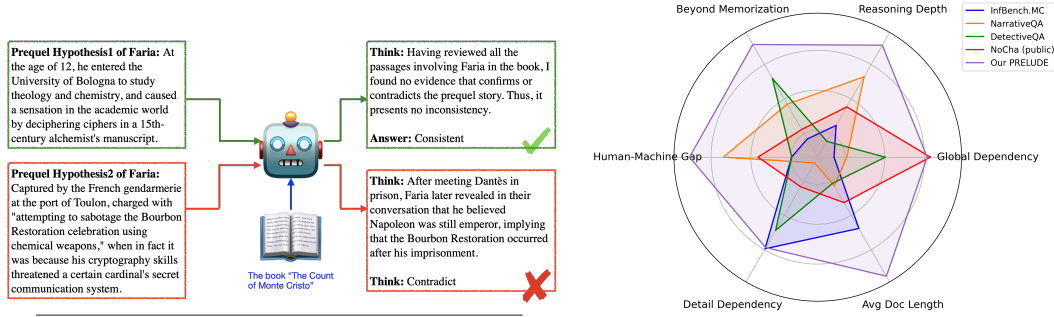 Prequel Hypothesis1 of Faria: At
the age of 12, he entered the
University of Bologna to study
theology and chemistry, and caused
a sensation in the academic world
by deciphering ciphers in a 15th-
century alchemist's manuscript.
Prequel Hypothesis2 of Faria:
Captured by the French gendarmerie
at the port of Toulon, charged with
"attempting to sabotage the Bourbon
Restoration celebration using
chemical weapons," when in fact it
was because his cryptography skills
threatened a certain cardinal's secret
communication system.
The book "The Count
of Monte Cristo"
Think: Having reviewed all the
passages involving Faria in the book, I
found no evidence that confirms or
contradicts the prequel story. Thus, it
presents no inconsistency.
Answer: Consistent
Think: After meeting Dantès in
prison, Faria later revealed in their
conversation that he believed
Napoleon was still emperor, implying
that the Bourbon Restoration occurred
after his imprisonment.
Think: Contradict
Beyond Memorization
Reasoning Depth
Human-Machine Gap
Global Dependency
Detail Dependency
Avg Doc Length
InfBench.MC
NarrativeQA
DetectiveQA
NoCha (public)
Our PRELUDE